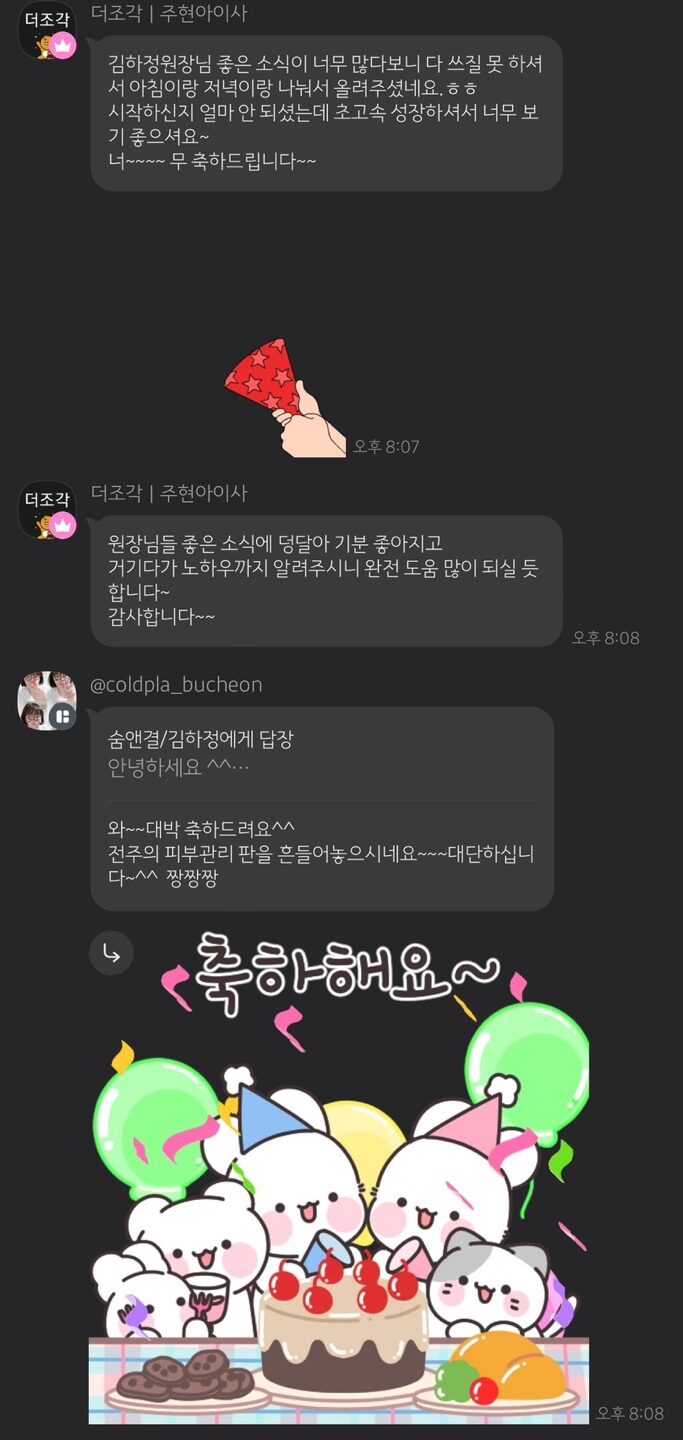 더조각
더조각 | 주현아이사
김하정원장님 좋은 소식이 너무 많다보니 다 쓰질 못 하셔
서 아침이랑 저녁이랑 나눠서 올려주셨네요.ㅎㅎ
시작하신지 얼마 안 되셨는데 초고속 성장하셔서 너무 보
기 좋으셔요~
너~~~~ 무 축하드립니다~~
오후 8:07
더조각
더조각 | 주현아이사
원장님들 좋은 소식에 덩달아 기분 좋아지고
거기다가 노하우까지 알려주시니 완전 도움 많이 되실 듯
합니다~
감사합니다~~
오후 8:08
@coldpla_bucheon
숨앤결/김하정에게 답장
안녕하세요 ^^…
와~~대박 축하드려요^^
전주의 피부관리 판을 흔들어놓으시네요~~~대단하십니
다~^^ 짱짱짱
축하해요~
오후 8:08